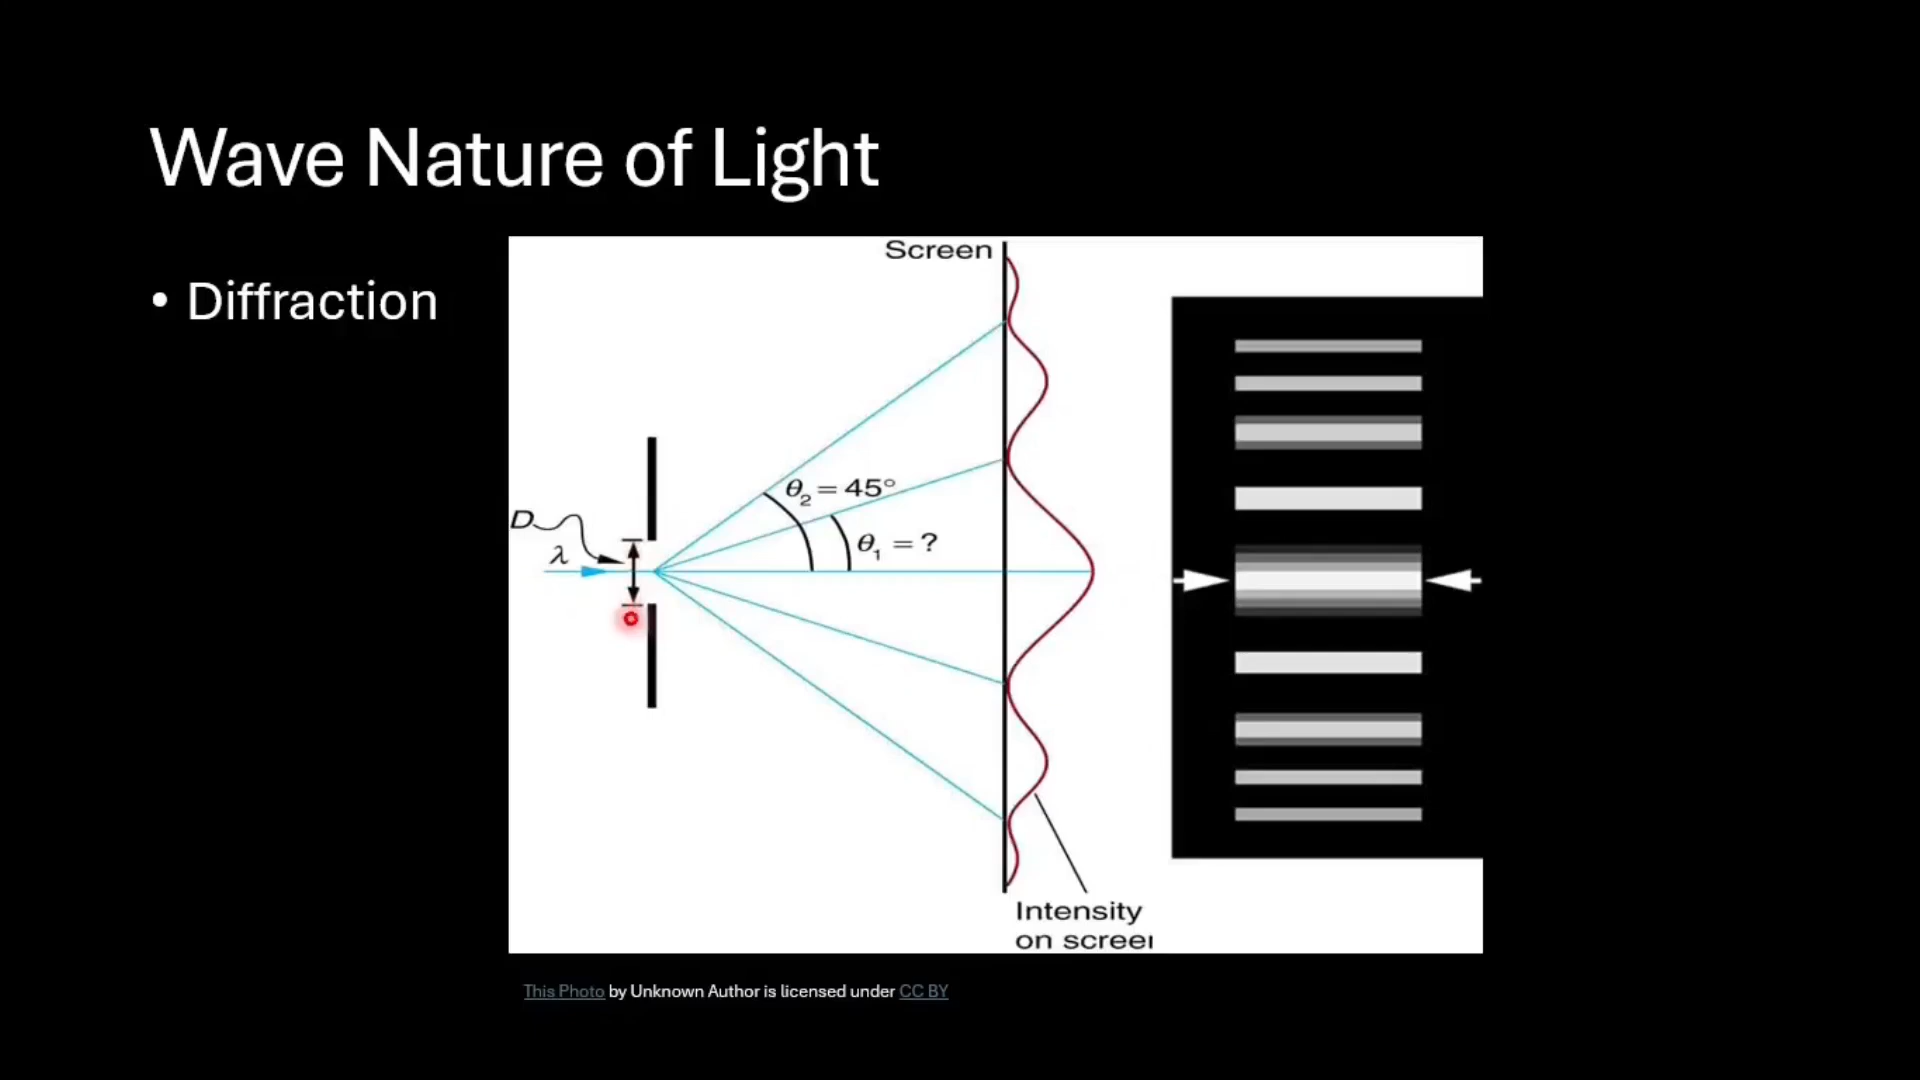 Wave Nature of Light
• Diffraction
Screen
θ₂ = 45°
D
θ₁ = ?
λ
Intensity
on screen
This Photo by Unknown Author is licensed under CC BY